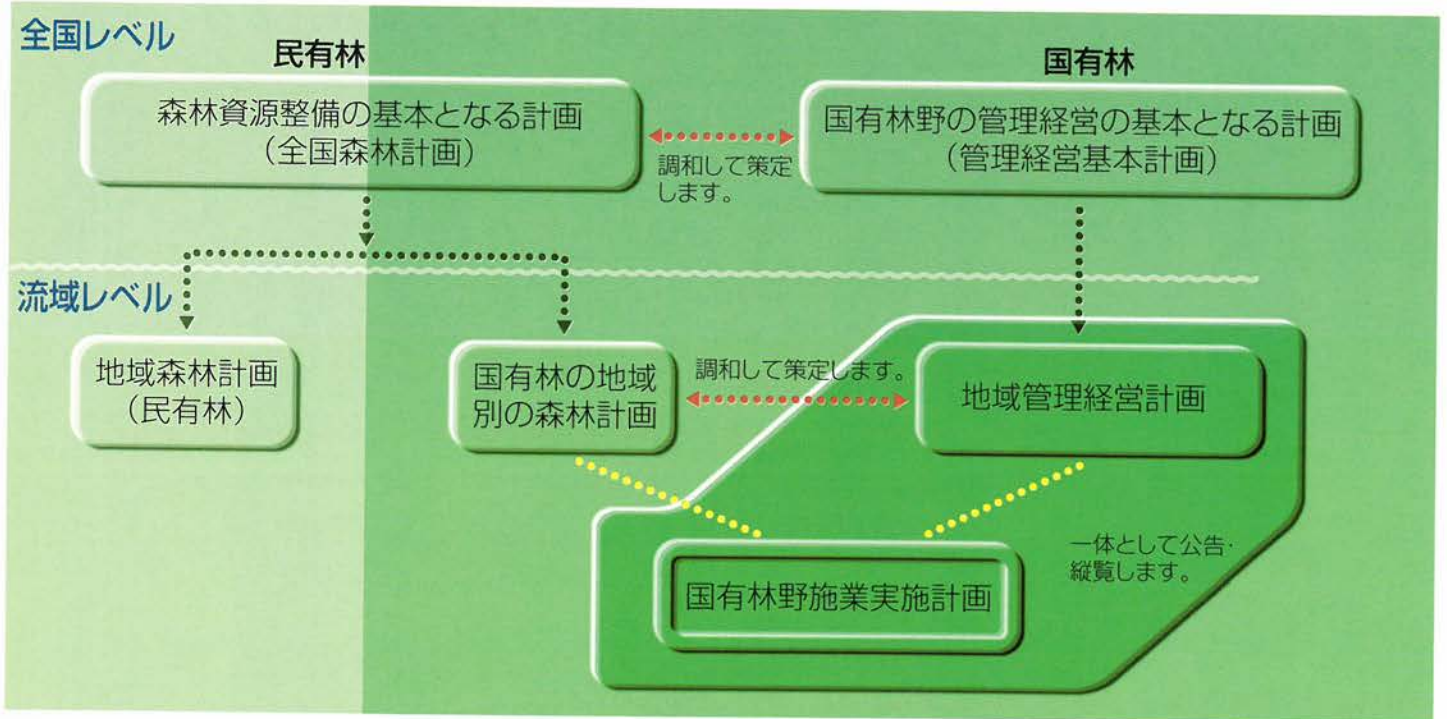 全国レベル
民有林
国有林
森林資源整備の基本となる計画
（全国森林計画）
調和して策定
します。
国有林野の管理経営の基本となる計画
（管理経営基本計画）
流域レベル
地域森林計画
（民有林）
国有林の地域
別の森林計画
調和して策定します。
地域管理経営計画
一体として公告・
縦覧します。
国有林野施業実施計画